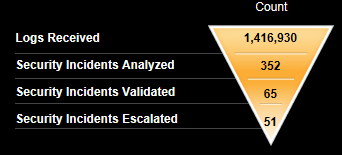 Count
Logs Received 1,416,930
Security Incidents Analyzed 352
Security Incidents Validated 65
Security Incidents Escalated 51